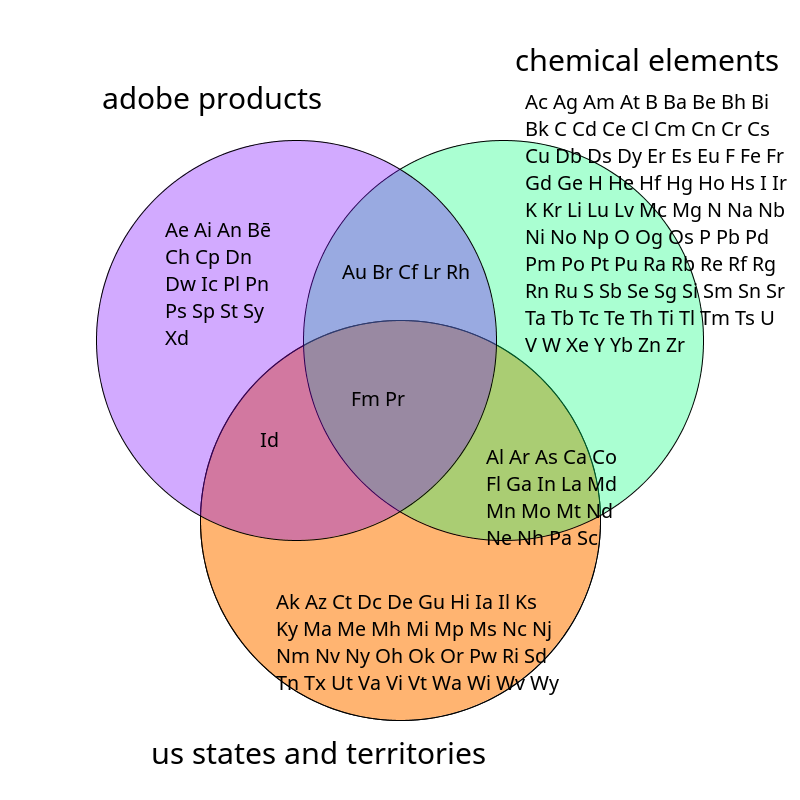 chemical elements
adobe products
Ac Ag Am At B Ba Be Bh Bi
Bk C Cd Ce Cl Cm Cn Cr Cs
Cu Db Ds Dy Er Es Eu F Fe Fr
Gd Ge H He Hf Hg Ho Hs I Ir
K Kr Li Lu Lv Mc Mg N Na Nb
Ni No Np O Og Os P Pb Pd
Pm Po Pt Pu Ra Rb Re Rf Rg
Rn Ru S Sb Se Sg Si Sm Sn Sr
Ta Tb Tc Te Th Ti Tl Tm Ts U
V W Xe Y Yb Zn Zr
Ae Ai An Bē
Ch Cp Dn
Dw Ic Pl Pn
Ps Sp St Sy
Xd
Au Br Cf Lr Rh
Fm Pr
Id
Al Ar As Ca Co
Fl Ga In La Md
Mn Mo Mt Nd
Ne Nh Pa Sc
Ak Az Ct Dc De Gu Hi Ia Il Ks
Ky Ma Me Mh Mi Mp Ms Nc Nj
Nm Nv Ny Oh Ok Or Pw Ri Sd
Tn Tx Ut Va Vi Vt Wa Wi Wv Wy
us states and territories